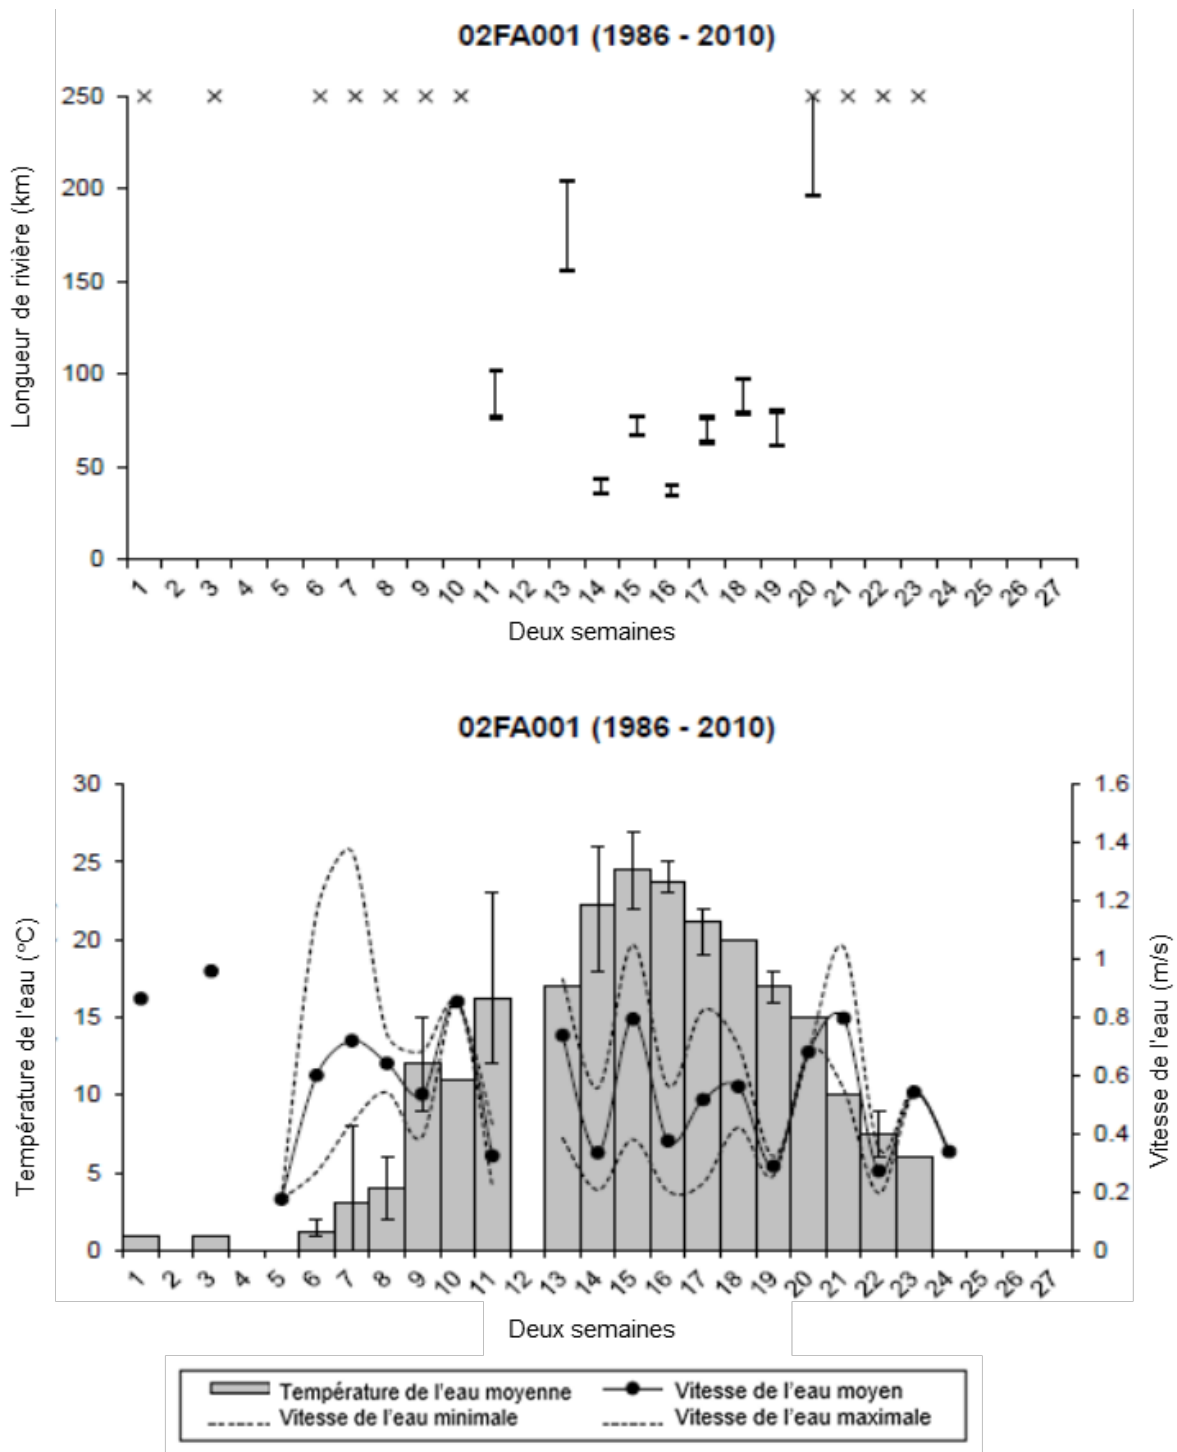 02FA001 (1986 - 2010)
Longueur de rivière (km)
250
200
150
100
50
0
1 2 3 4 5 6 7 8 9 10 11 12 13 14 15 16 17 18 19 20 21 22 23 24 25 26 27
Deux semaines
02FA001 (1986 - 2010)
Température de l'eau (°C)
30
25
20
15
10
5
0
1.6
1.4
1.2
1
0.8
0.6
0.4
0.2
0
Vitesse de l'eau (m/s)
1 2 3 4 5 6 7 8 9 10 11 12 13 14 15 16 17 18 19 20 21 22 23 24 25 26 27
Deux semaines
Température de l'eau moyenne Vitesse de l'eau moyen
Vitesse de l'eau minimale Vitesse de l'eau maximale